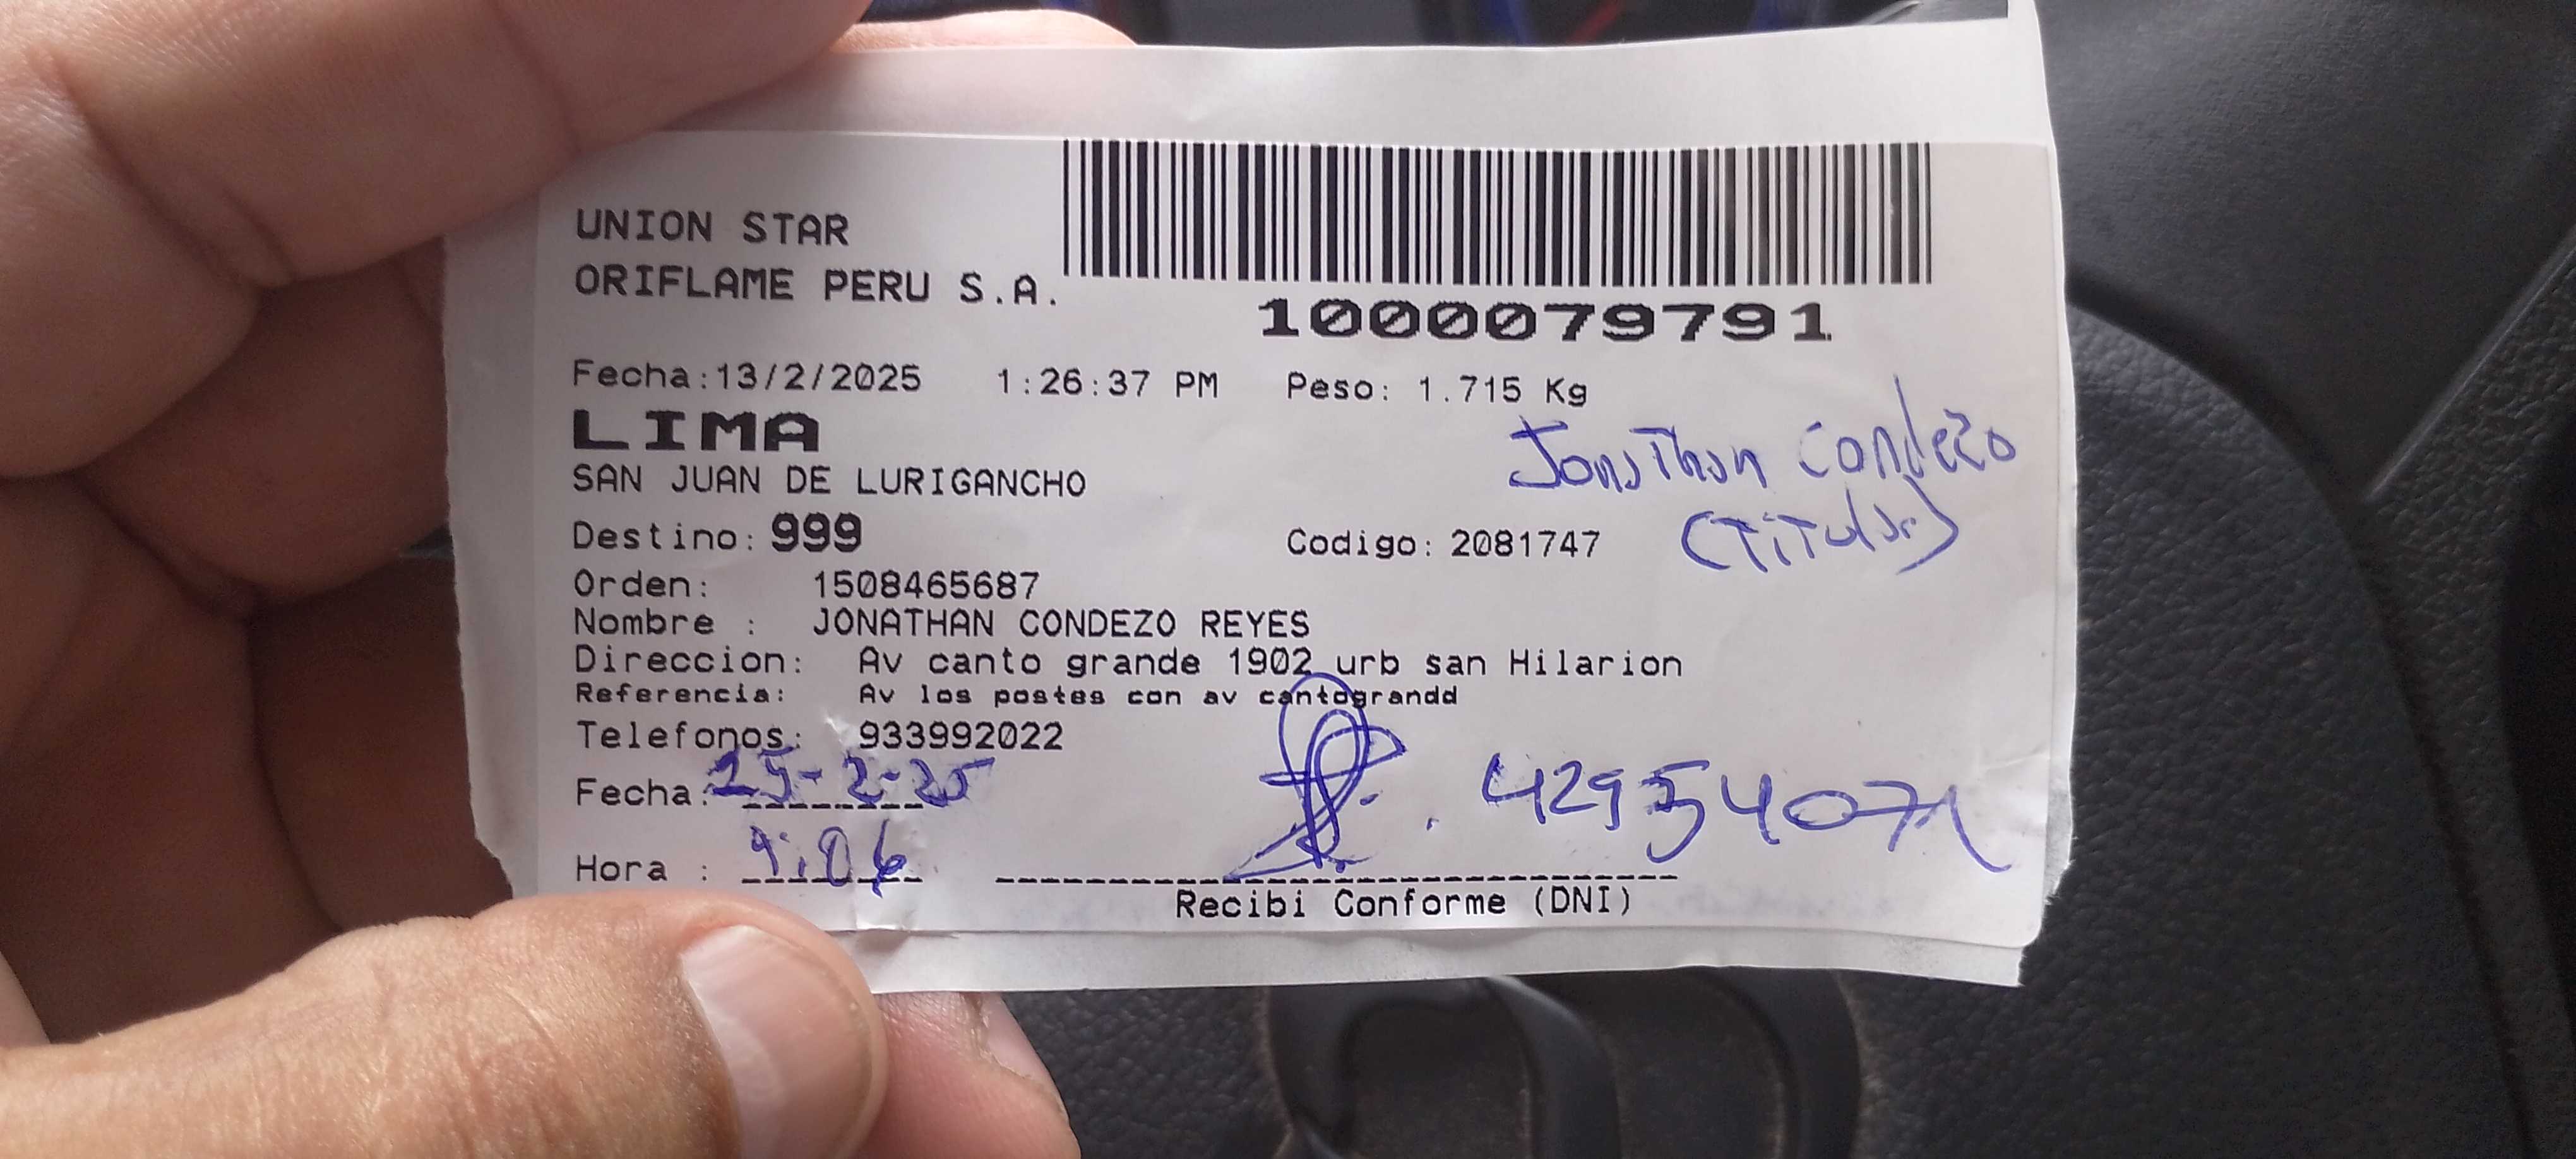 UNION STAR
ORIFLAME PERU S.A.
1000079791
Fecha:13/2/2025 1:26:37 PM Peso: 1.715 Kg
LIMA
Jonathan Condezo
SAN JUAN DE LURIGANCHO
(Titular)
Destino: 999 Codigo: 2081747
Orden: 1508465687
Nombre : JONATHAN CONDEZO REYES
Direccion: Av canto grande 1902 urb san Hilarion
Referencia: Av los postes con av cantograndd
Telefonos: 933992022
Fecha: 25-2-25
42954071
Hora : 9:06
Recibi Conforme (DNI)